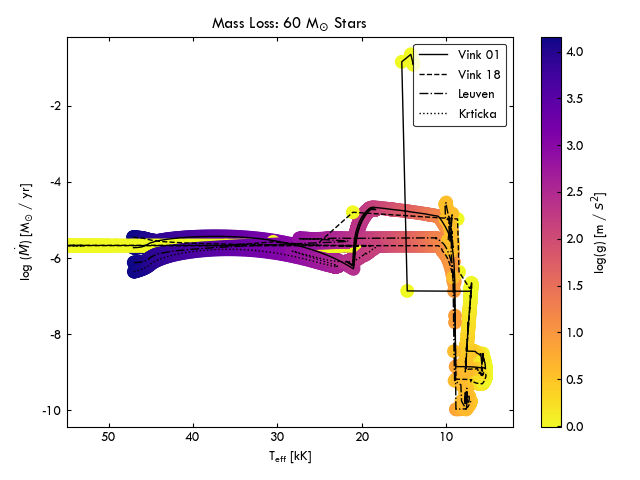 Mass Loss: 60 M⊙ Stars
Vink 01
Vink 18
Leuven
Krticka
-2
-4
-6
-8
-10
log (Ṁ) [M⊙ / yr]
50
40
30
20
10
T_eff [kK]
4.0
3.5
3.0
2.5
2.0
1.5
1.0
0.5
0.0
log(g) [m / s²]